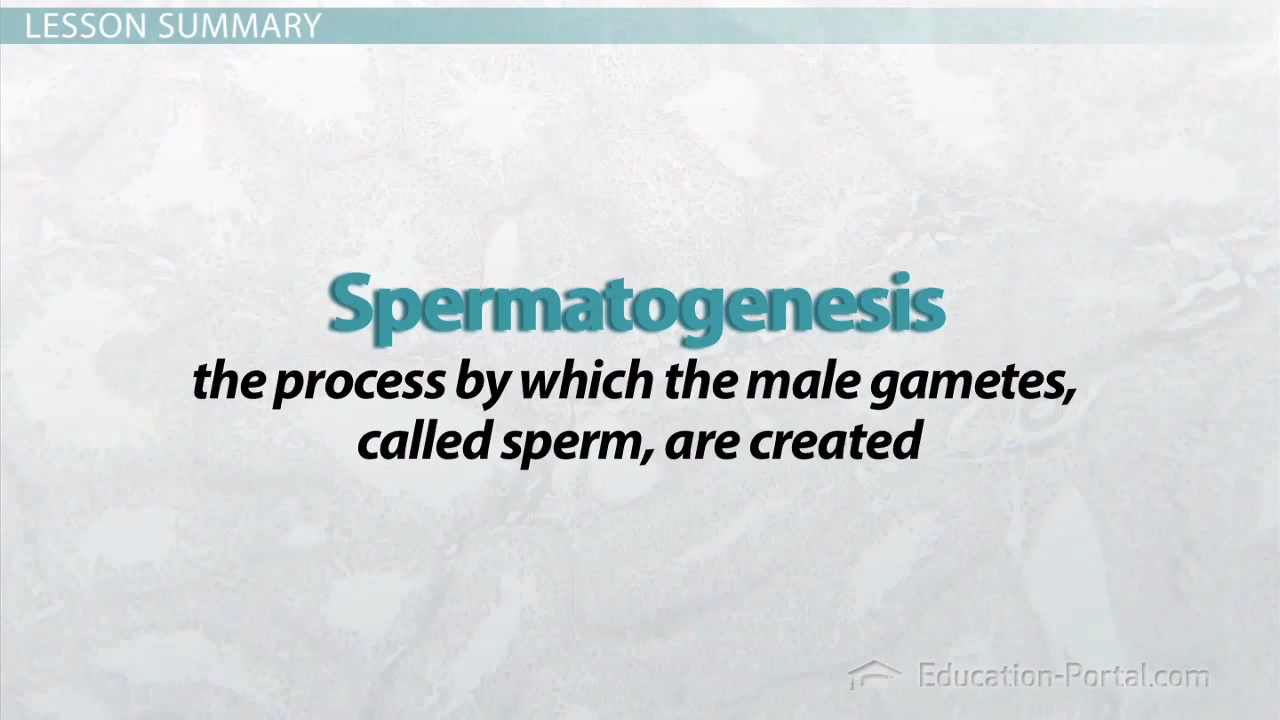 LESSON SUMMARY
Spermatogenesis
the process by which the male gametes,
called sperm, are created
Education-Portal.com